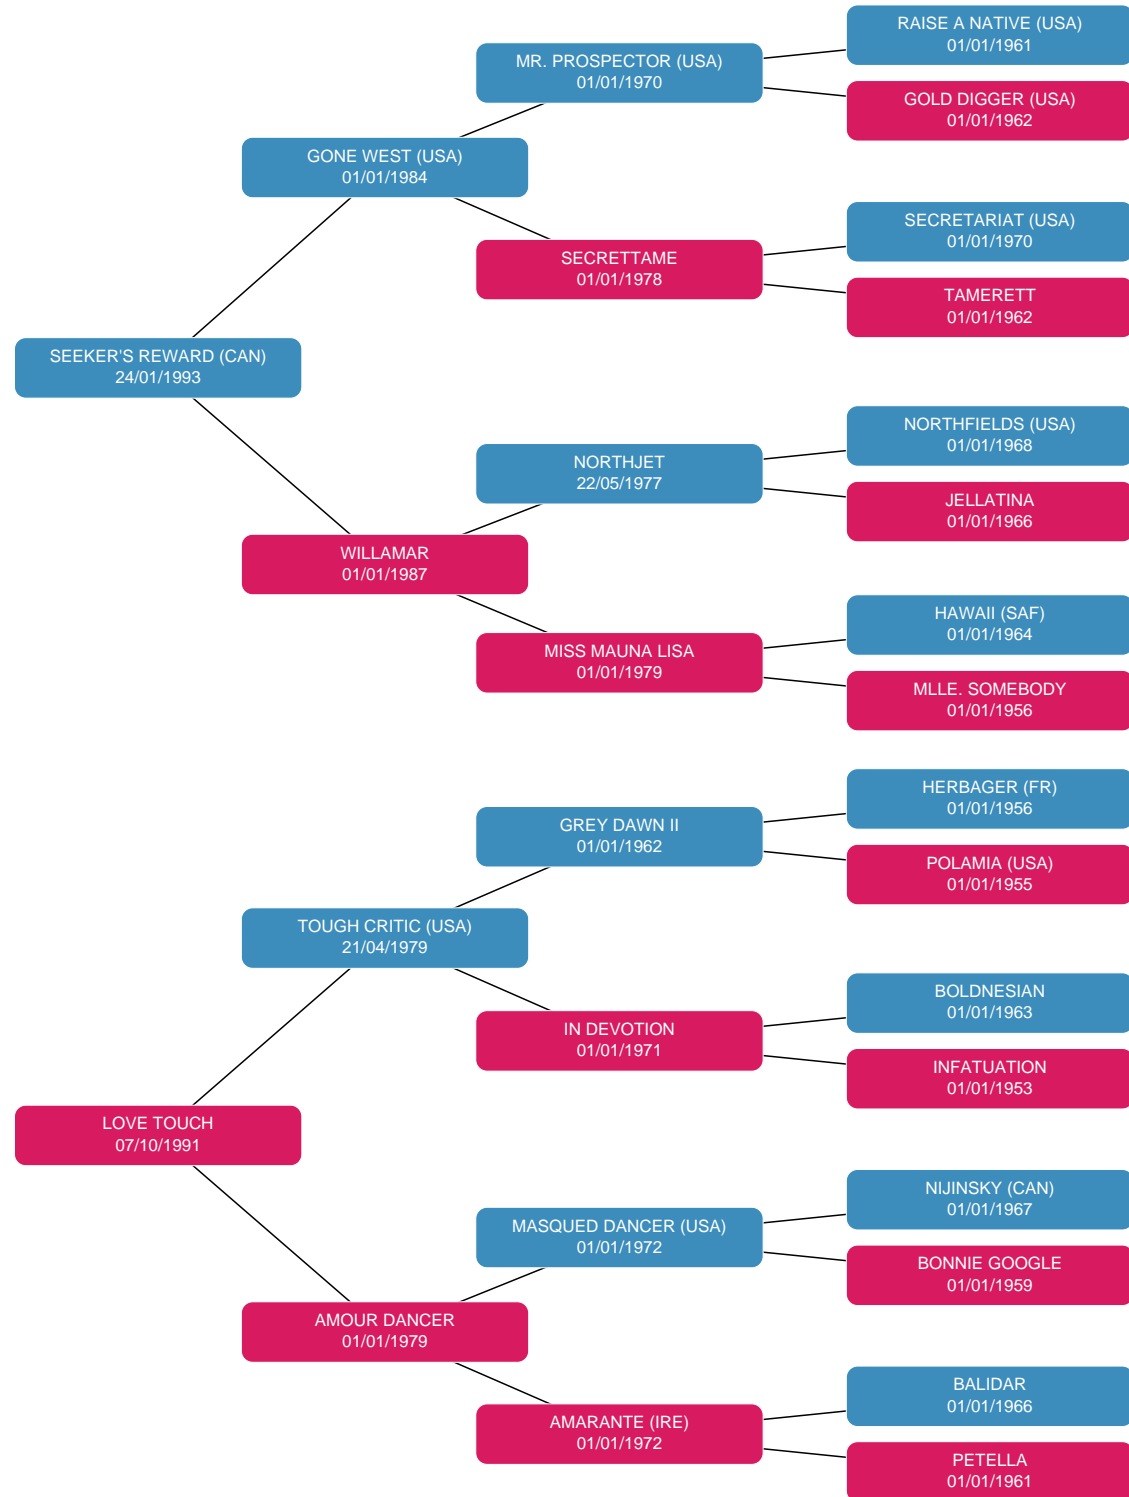 RAISE A NATIVE (USA)
01/01/1961
MR. PROSPECTOR (USA)
01/01/1970
GOLD DIGGER (USA)
01/01/1962
GONE WEST (USA)
01/01/1984
SECRETARIAT (USA)
01/01/1970
SECRETTAME
01/01/1978
TAMERETT
01/01/1962
SEEKER'S REWARD (CAN)
24/01/1993
NORTHFIELDS (USA)
01/01/1968
NORTHJET
22/05/1977
JELLATINA
01/01/1966
WILLAMAR
01/01/1987
HAWAII (SAF)
01/01/1964
MISS MAUNA LISA
01/01/1979
MLLE. SOMEBODY
01/01/1956
HERBAGER (FR)
01/01/1956
GREY DAWN II
01/01/1962
POLAMIA (USA)
01/01/1955
TOUGH CRITIC (USA)
21/04/1979
BOLDNESIAN
01/01/1963
IN DEVOTION
01/01/1971
INFATUATION
01/01/1953
LOVE TOUCH
07/10/1991
NIJINSKY (CAN)
01/01/1967
MASQUED DANCER (USA)
01/01/1972
BONNIE GOOGLE
01/01/1959
AMOUR DANCER
01/01/1979
BALIDAR
01/01/1966
AMARANTE (IRE)
01/01/1972
PETELLA
01/01/1961